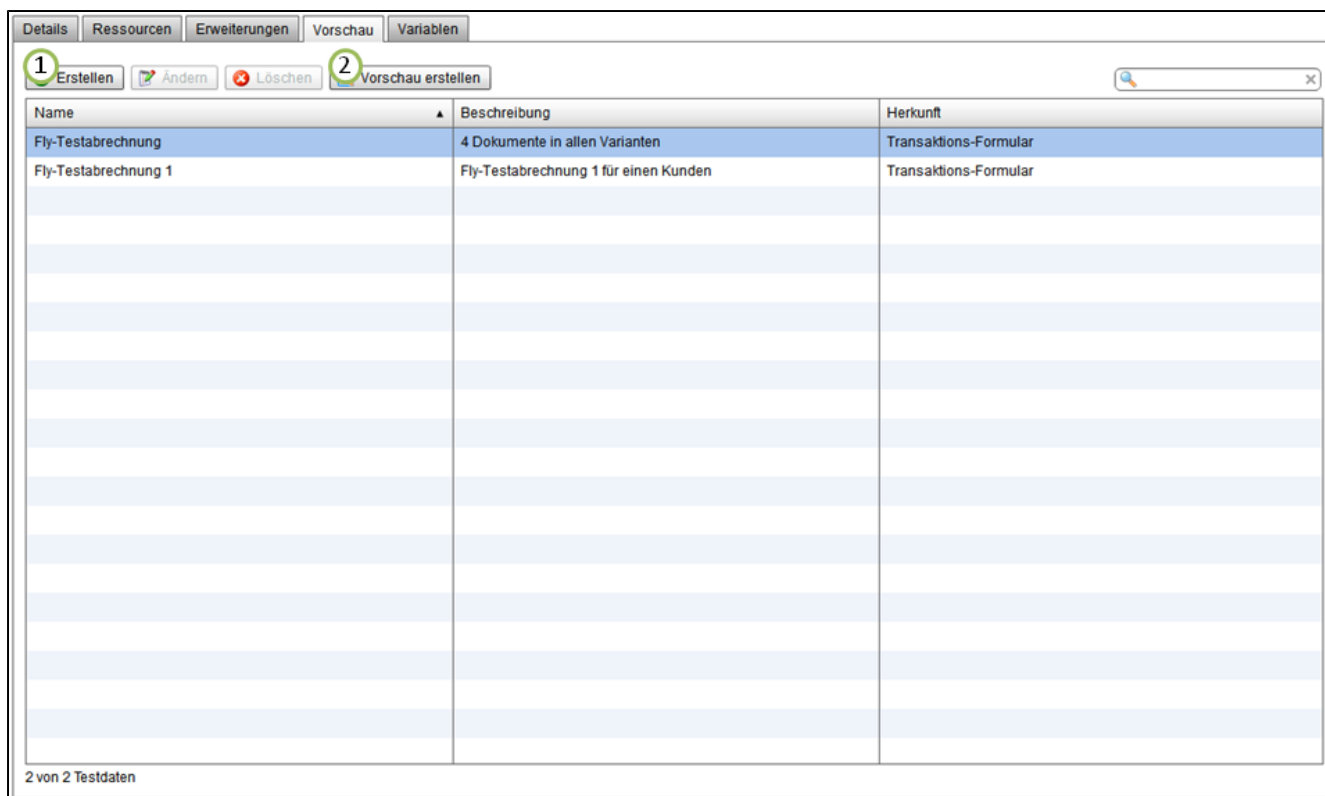 Details Ressourcen Erweiterungen Vorschau Variablen
1 Erstellen Ändern Löschen 2 Vorschau erstellen
Name Beschreibung Herkunft
Fly-Testabrechnung 4 Dokumente in allen Varianten Transaktions-Formular
Fly-Testabrechnung 1 Fly-Testabrechnung 1 für einen Kunden Transaktions-Formular
2 von 2 Testdaten